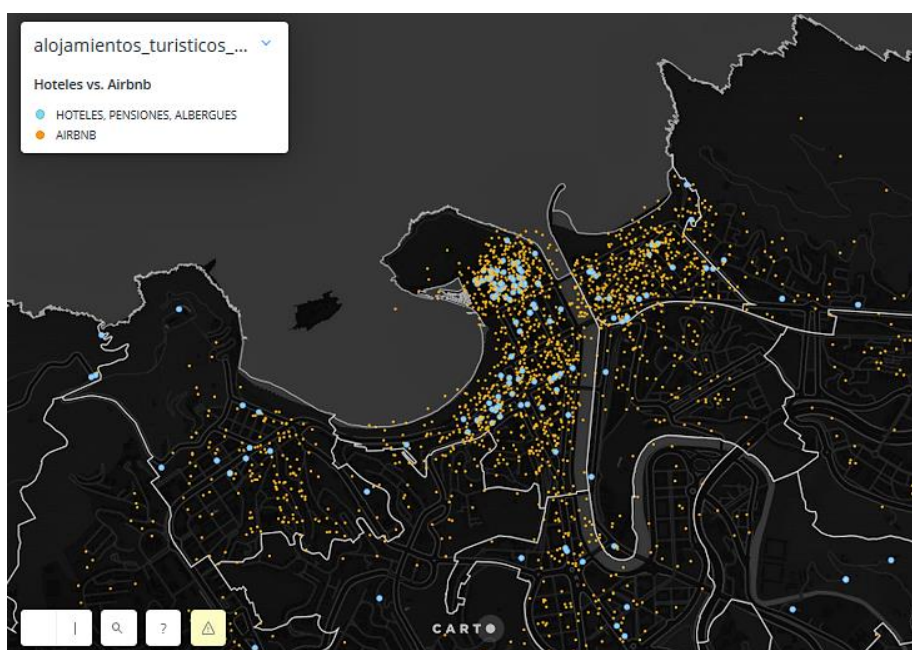 alojamientos_turisticos_...
Hoteles vs. Airbnb
HOTELES, PENSIONES, ALBERGUES
AIRBNB
?
CARTO